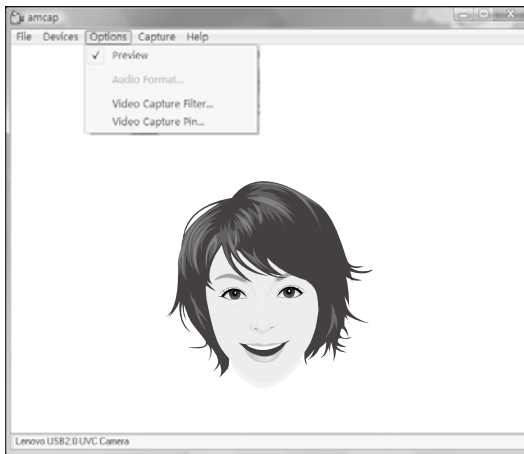 amcap
File Devices Options Capture Help
✓ Preview
Audio Format...
Video Capture Filter...
Video Capture Pin...
Lenovo USB2.0 UVC Camera